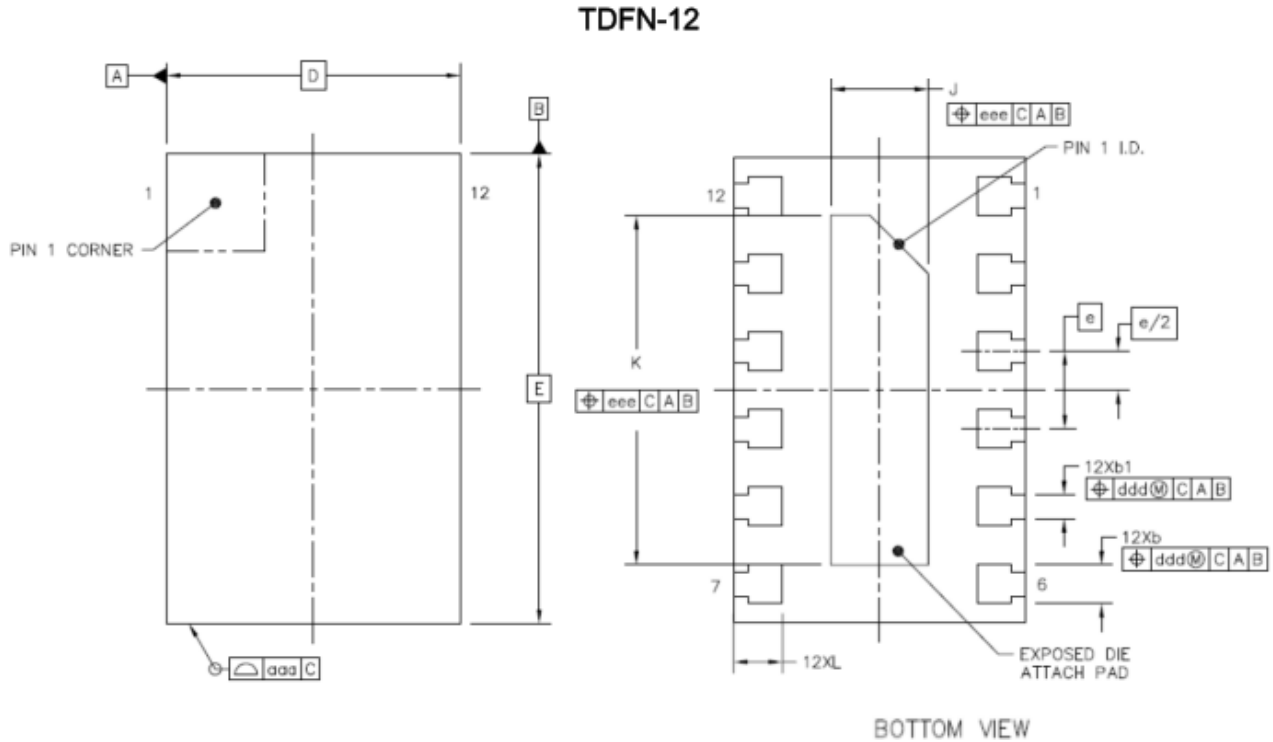 TDFN-12
A
D
B
1
12
PIN 1 CORNER
E
aaa C
J
eee C A B
PIN 1 I.D.
12
1
e
e/2
K
eee C A B
12Xb1
ddd Ⓜ C A B
12Xb
ddd Ⓜ C A B
7
6
12XL
EXPOSED DIE
ATTACH PAD
BOTTOM VIEW